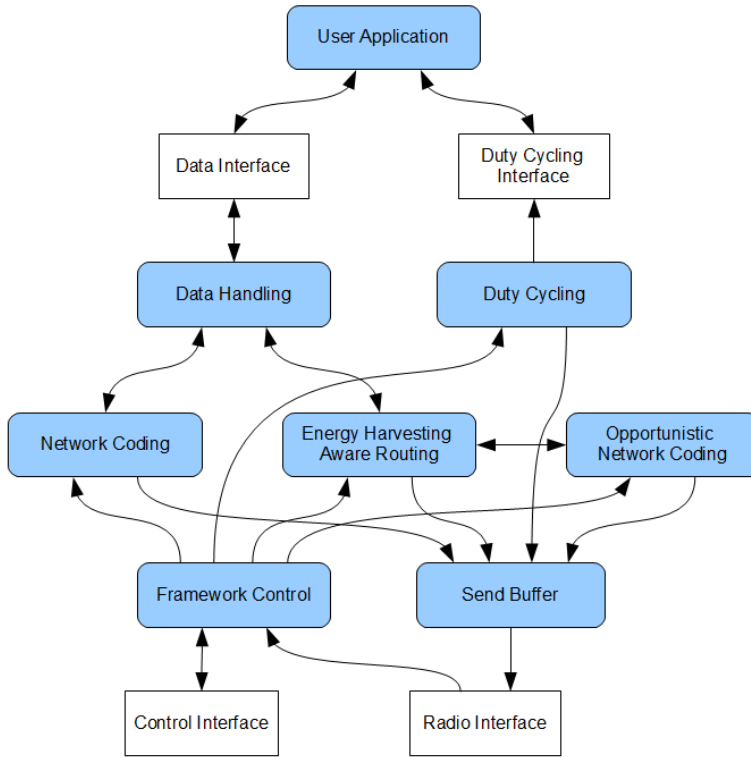 User Application
Data Interface
Duty Cycling
Interface
Data Handling
Duty Cycling
Network Coding
Energy Harvesting
Aware Routing
Opportunistic
Network Coding
Framework Control
Send Buffer
Control Interface
Radio Interface